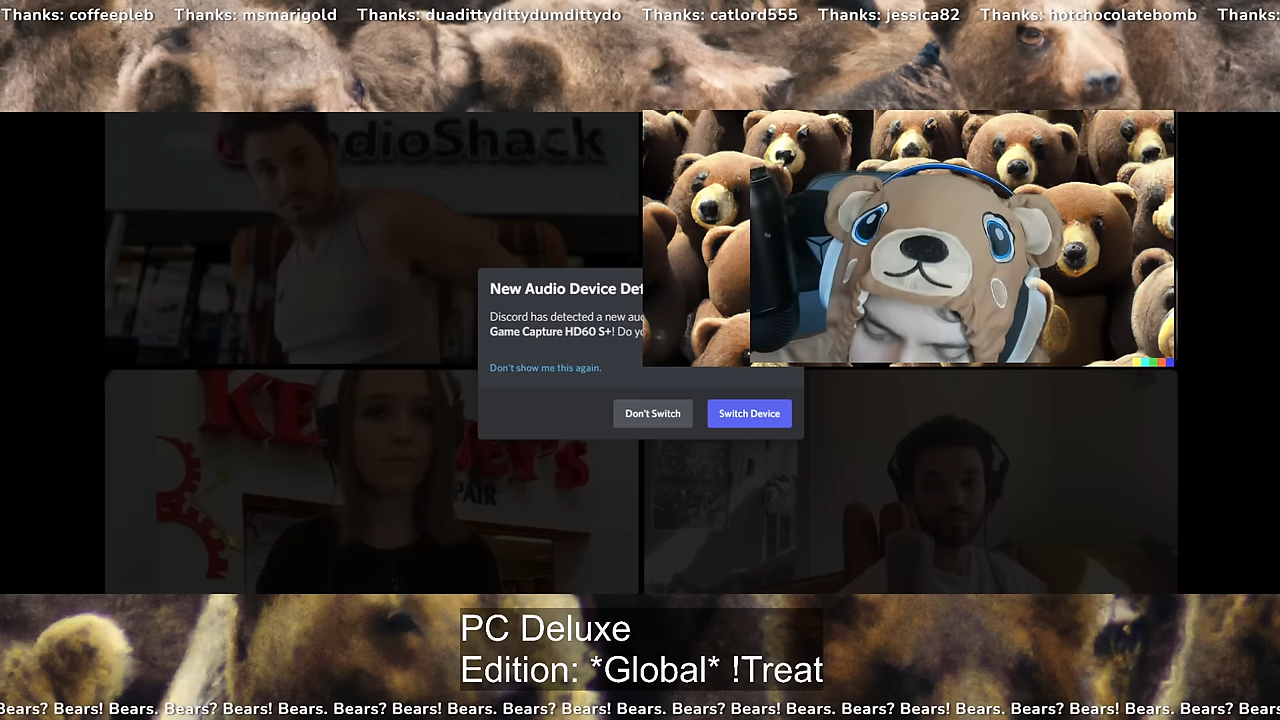 Thanks: coffeepleb Thanks: msmarigold Thanks: duadittydittydumdittydo Thanks: catlord555 Thanks: jessica82 Thanks: hotchocolatebomb Thanks:
dioShack
New Audio Device Det
Discord has detected a new aud
Game Capture HD60 S+! Do yo
Don't show me this again.
Don't Switch Switch Device
PAIR
PC Deluxe
Edition: *Global* !Treat
Bears? Bears! Bears. Bears? Bears! Bears. Bears? Bears! Bears. Bears? Bears! Bears. Bears? Bears! Bears. Bears? Bears! Bears. Bears? Bears! Bears. Bears? Bears